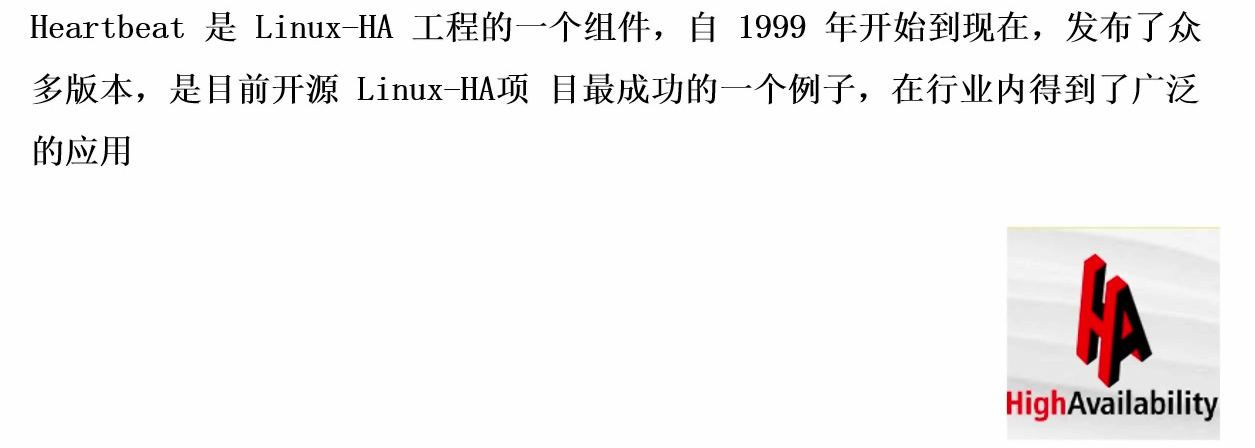 Heartbeat 是 Linux-HA 工程的一个组件，自 1999 年开始到现在，发布了众
多版本，是目前开源 Linux-HA项 目最成功的一个例子，在行业内得到了广泛
的应用
HA
HighAvailability